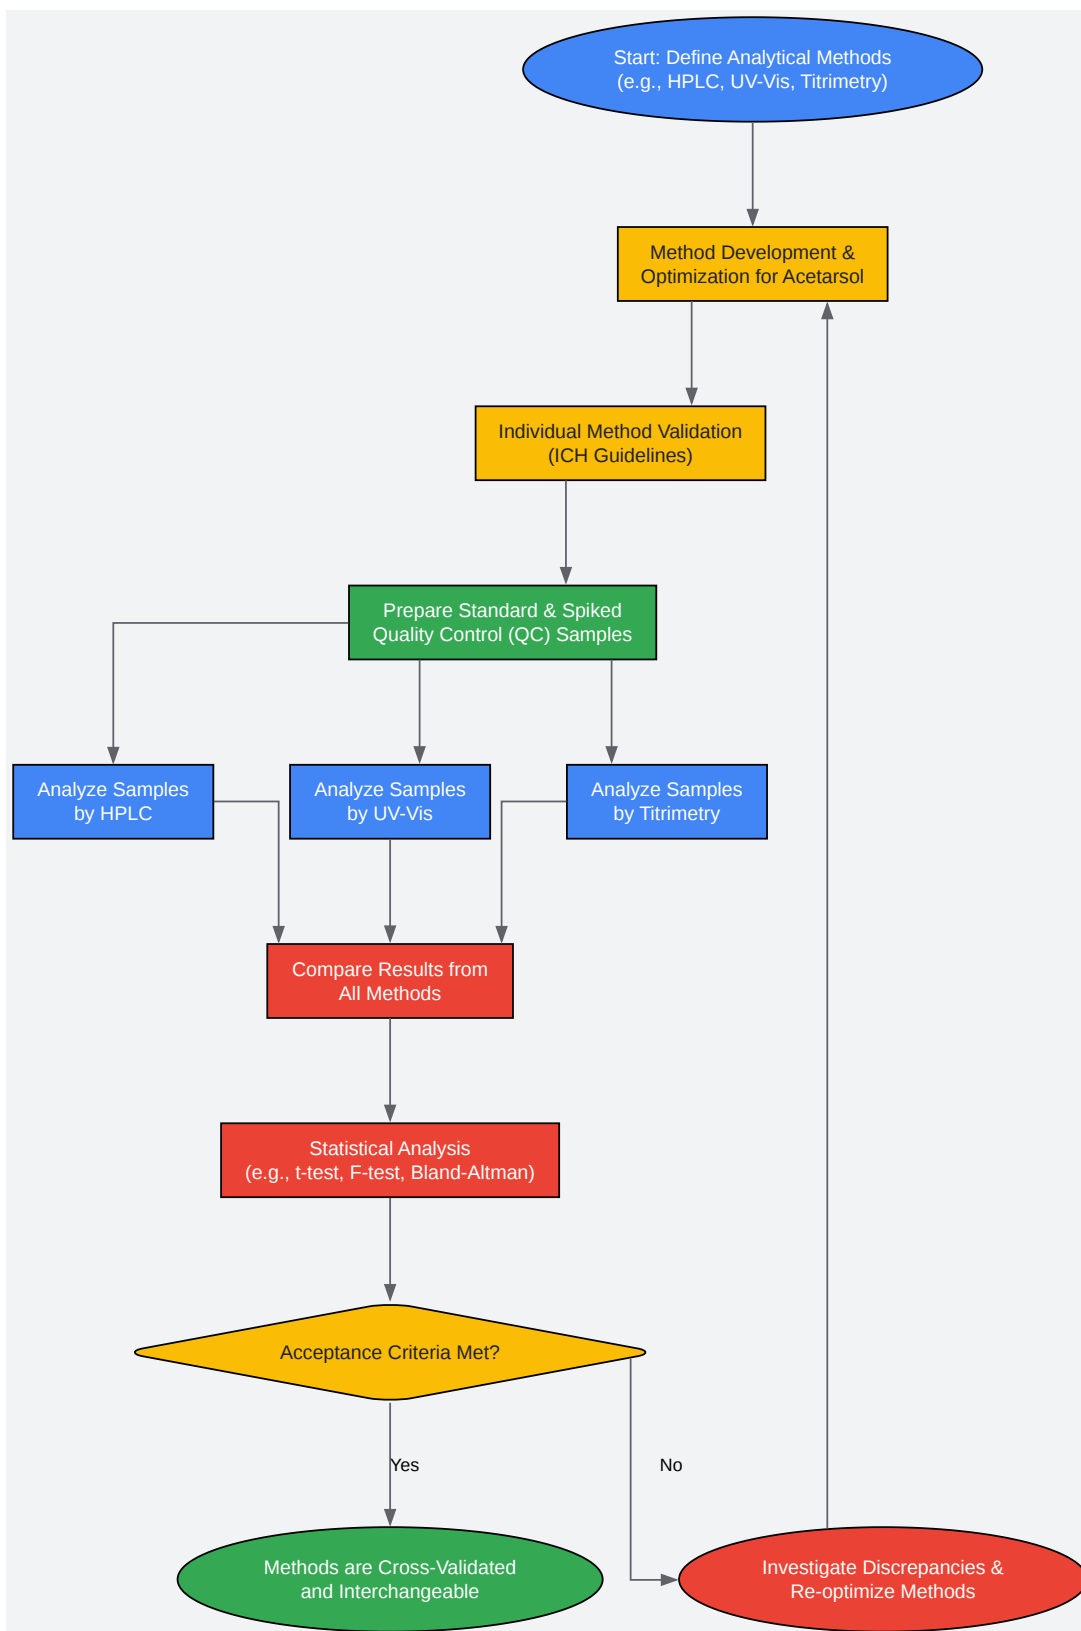 Start: Define Analytical Methods
(e.g., HPLC, UV-Vis, Titrimetry)
Method Development &
Optimization for Acetarsol
Individual Method Validation
(ICH Guidelines)
Prepare Standard & Spiked
Quality Control (QC) Samples
Analyze Samples
by HPLC
Analyze Samples
by UV-Vis
Analyze Samples
by Titrimetry
Compare Results from
All Methods
Statistical Analysis
(e.g., t-test, F-test, Bland-Altman)
Acceptance Criteria Met?
Yes
No
Methods are Cross-Validated
and Interchangeable
Investigate Discrepancies &
Re-optimize Methods